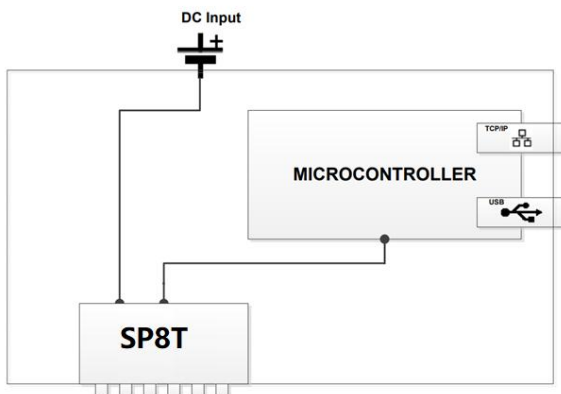 DC Input
+
TCP/IP
MICROCONTROLLER
USB
SP8T